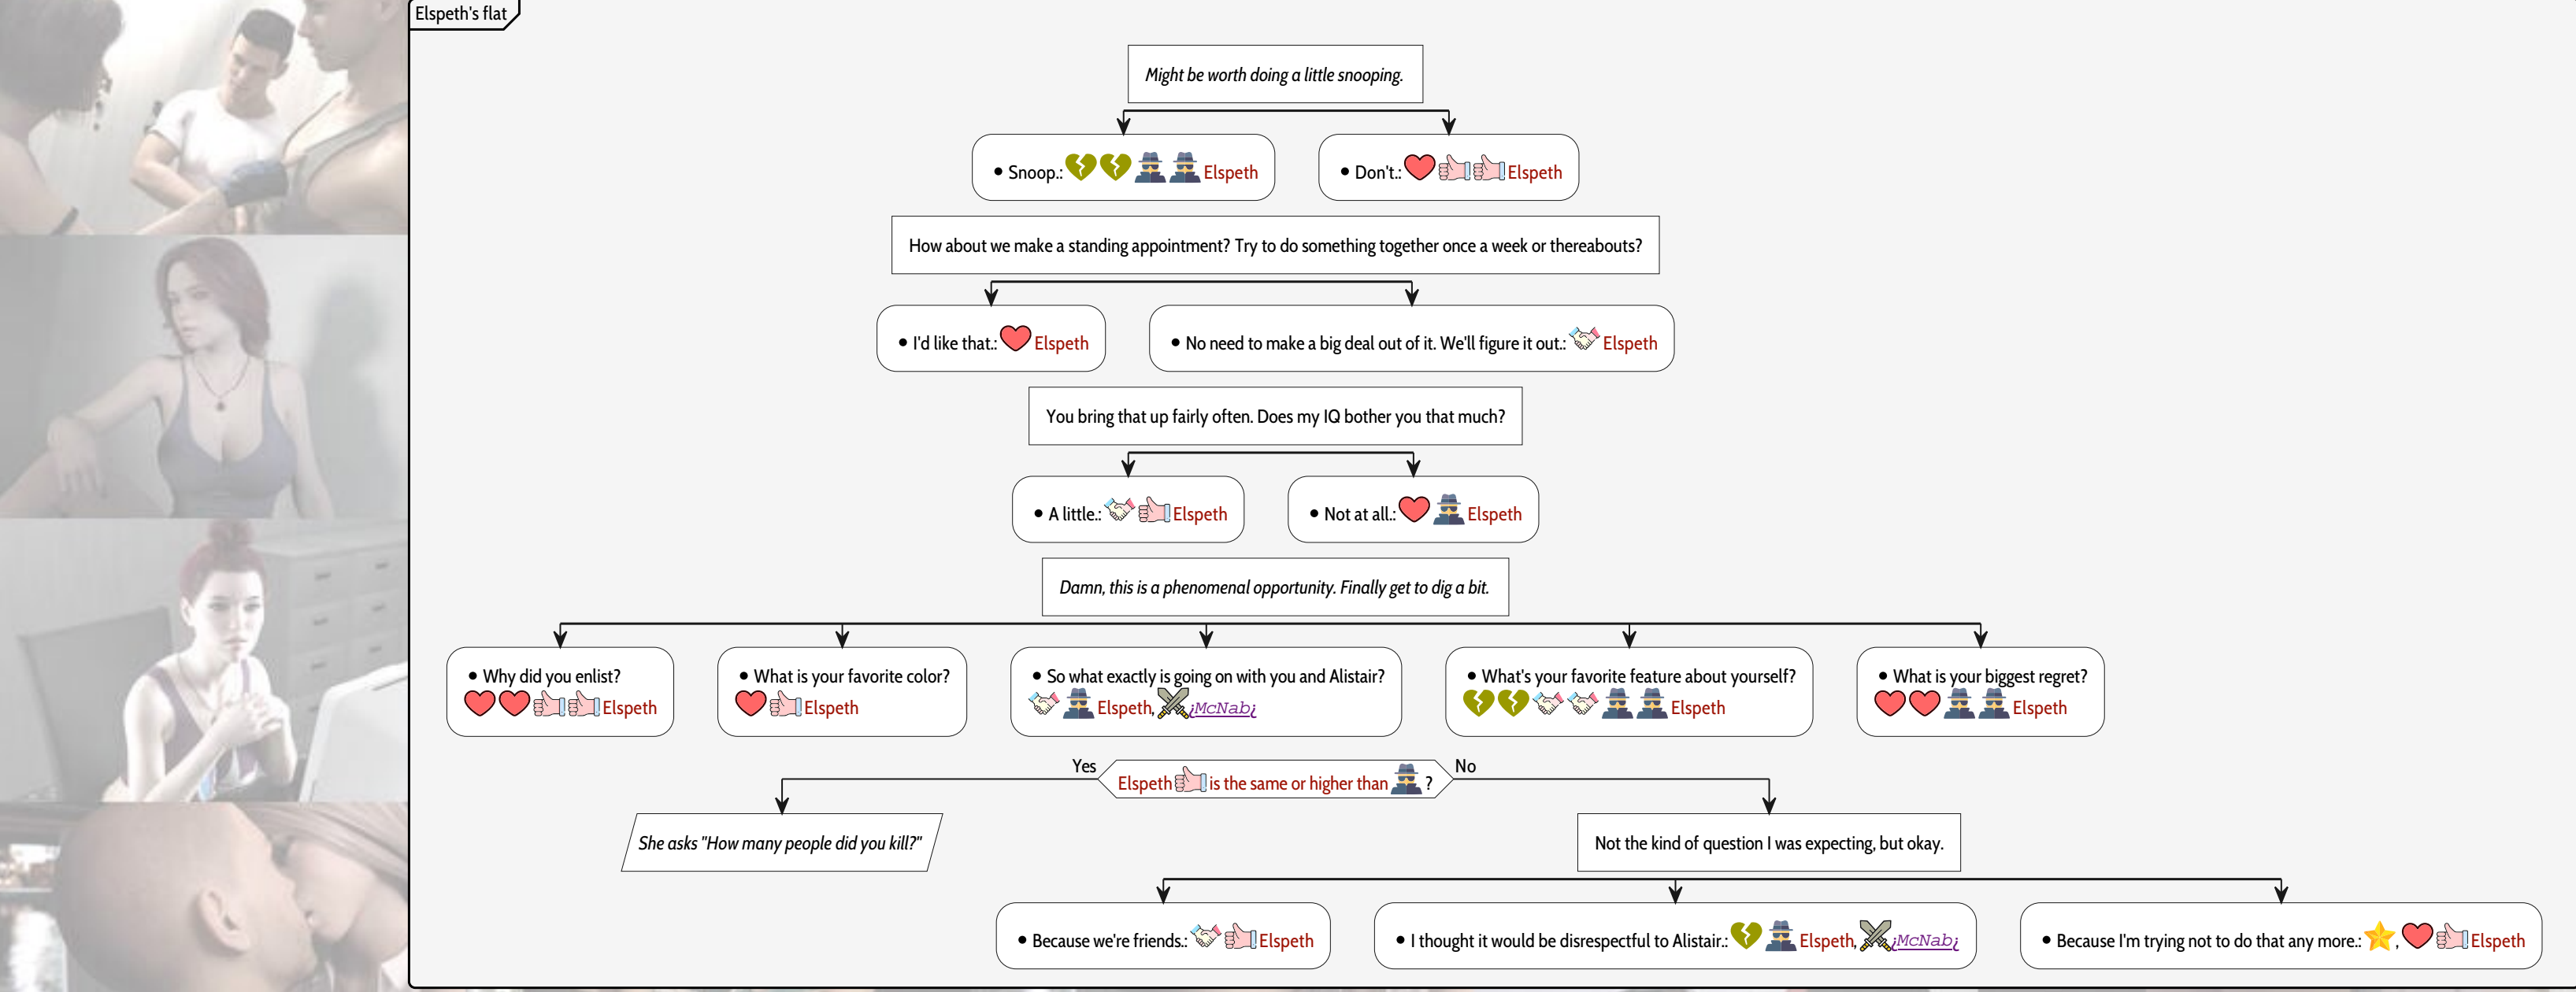 Elspeth's flat
Might be worth doing a little snooping.
• Snoop.: Elspeth
• Don't.: Elspeth
How about we make a standing appointment? Try to do something together once a week or thereabouts?
• I'd like that.: Elspeth
• No need to make a big deal out of it. We'll figure it out.: Elspeth
You bring that up fairly often. Does my IQ bother you that much?
• A little.: Elspeth
• Not at all.: Elspeth
Damn, this is a phenomenal opportunity. Finally get to dig a bit.
• Why did you enlist?
Elspeth
• What is your favorite color?
Elspeth
• So what exactly is going on with you and Alistair?
Elspeth, ¿McNab¿
• What's your favorite feature about yourself?
Elspeth
• What is your biggest regret?
Elspeth
Yes
Elspeth is the same or higher than ?
No
She asks "How many people did you kill?"
Not the kind of question I was expecting, but okay.
• Because we're friends.: Elspeth
• I thought it would be disrespectful to Alistair.: Elspeth, ¿McNab¿
• Because I'm trying not to do that any more.: , Elspeth